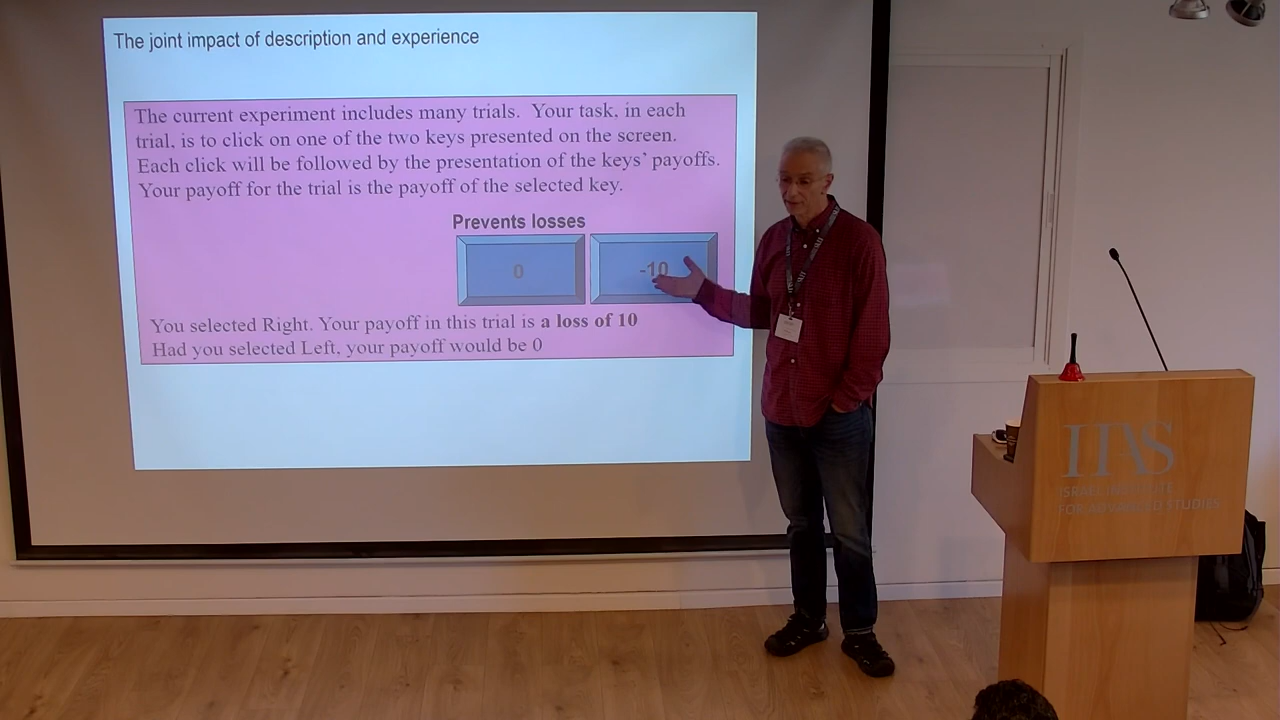 The joint impact of description and experience
The current experiment includes many trials. Your task, in each
trial, is to click on one of the two keys presented on the screen.
Each click will be followed by the presentation of the keys' payoffs.
Your payoff for the trial is the payoff of the selected key.
Prevents losses
0
-10
You selected Right. Your payoff in this trial is a loss of 10
Had you selected Left, your payoff would be 0
IIAS
ISRAEL INSTITUTE
FOR ADVANCED STUDIES